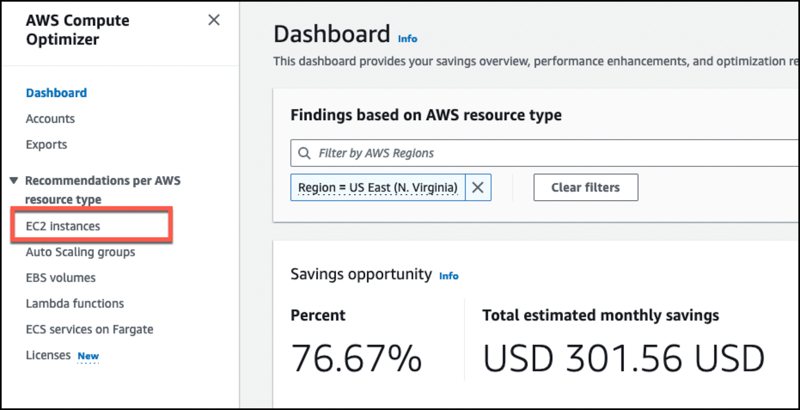 AWS Compute
Optimizer
Dashboard
Accounts
Exports
Recommendations per AWS
resource type
EC2 instances
Auto Scaling groups
EBS volumes
Lambda functions
ECS services on Fargate
Licenses New
Dashboard Info
This dashboard provides your savings overview, performance enhancements, and optimization re
Findings based on AWS resource type
Filter by AWS Regions
Region = US East (N. Virginia)
Clear filters
Savings opportunity Info
Percent
76.67%
Total estimated monthly savings
USD 301.56 USD